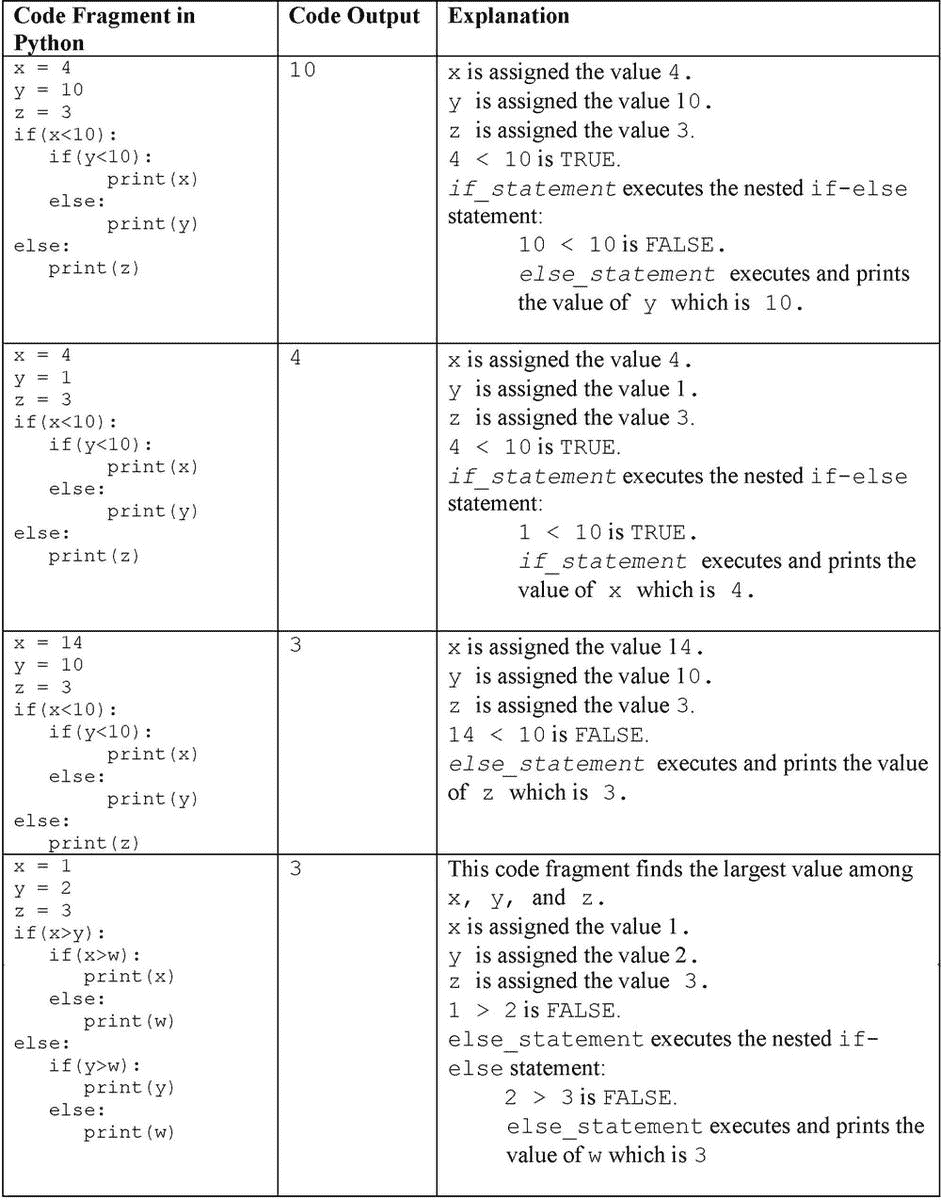 Code Fragment in
Python
Code Output
Explanation
x = 4
y = 10
z = 3
if(x<10):
if(y<10):
print(x)
else:
print(y)
else:
print(z)
10
x is assigned the value 4.
y is assigned the value 10.
z is assigned the value 3.
4 < 10 is TRUE.
if_statement executes the nested if-else
statement:
10 < 10 is FALSE.
else_statement executes and prints
the value of y which is 10.
x = 4
y = 1
z = 3
if(x<10):
if(y<10):
print(x)
else:
print(y)
else:
print(z)
4
x is assigned the value 4.
y is assigned the value 1.
z is assigned the value 3.
4 < 10 is TRUE.
if_statement executes the nested if-else
statement:
1 < 10 is TRUE.
if_statement executes and prints the
value of x which is 4.
x = 14
y = 10
z = 3
if(x<10):
if(y<10):
print(x)
else:
print(y)
else:
print(z)
3
x is assigned the value 14.
y is assigned the value 10.
z is assigned the value 3.
14 < 10 is FALSE.
else_statement executes and prints the value
of z which is 3.
x = 1
y = 2
z = 3
if(x>y):
if(x>w):
print(x)
else:
print(w)
else:
if(y>w):
print(y)
else:
print(w)
3
This code fragment finds the largest value among
x, y, and z.
x is assigned the value 1.
y is assigned the value 2.
z is assigned the value 3.
1 > 2 is FALSE.
else_statement executes the nested if-
else statement:
2 > 3 is FALSE.
else_statement executes and prints the
value of w which is 3